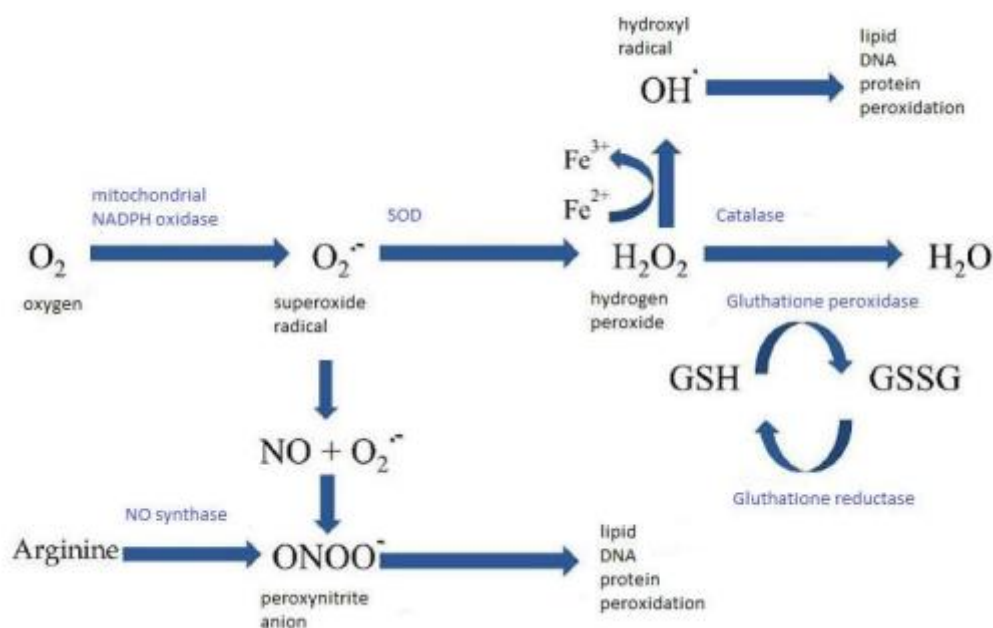 hydroxyl
radical
OH˙
lipid
DNA
protein
peroxidation
Fe³⁺
Fe²⁺
mitochondrial
NADPH oxidase
SOD
Catalase
O₂
O₂˙⁻
H₂O₂
H₂O
oxygen
superoxide
radical
hydrogen
peroxide
Gluthatione peroxidase
GSH
GSSG
Gluthatione reductase
NO + O₂˙⁻
NO synthase
Arginine
ONOO⁻
peroxynitrite
anion
lipid
DNA
protein
peroxidation